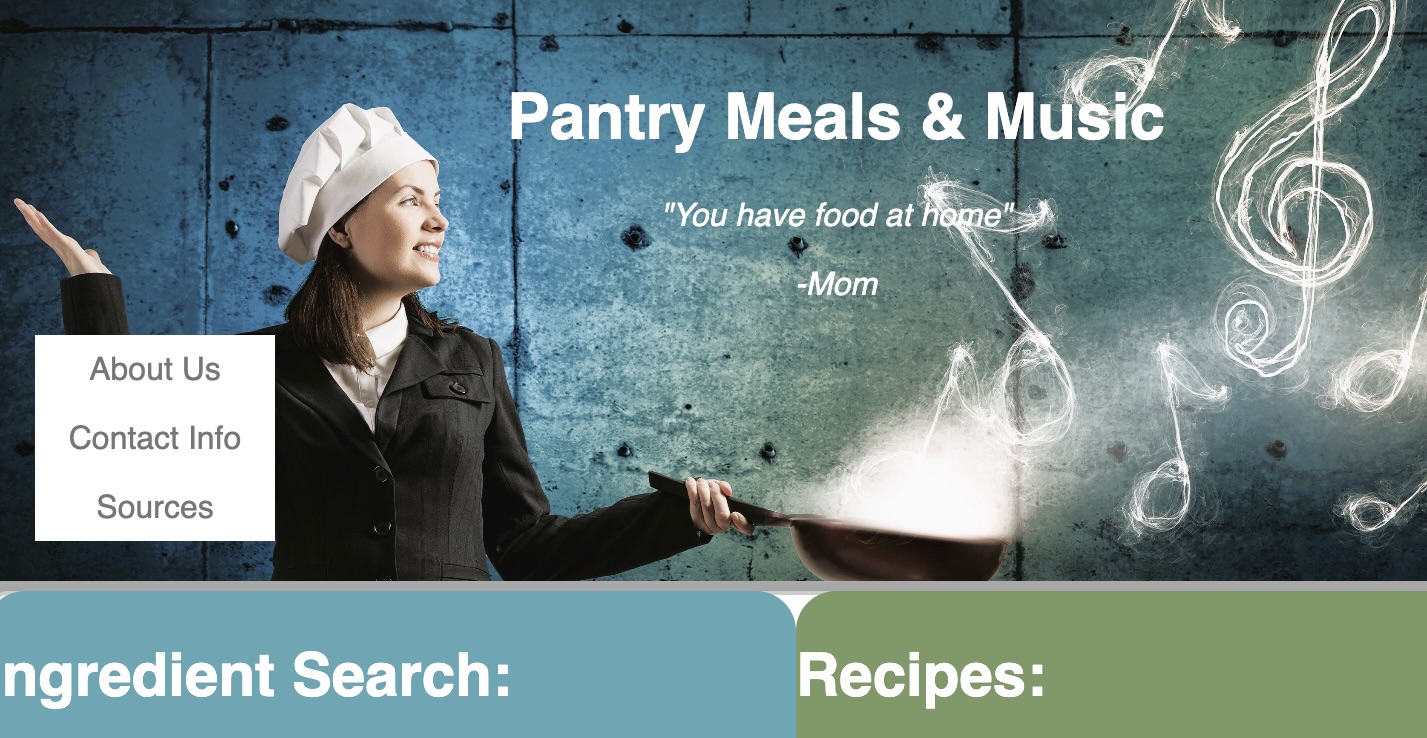 Pantry Meals & Music
"You have food at home"
-Mom
About Us
Contact Info
Sources
ngredient Search:
Recipes: